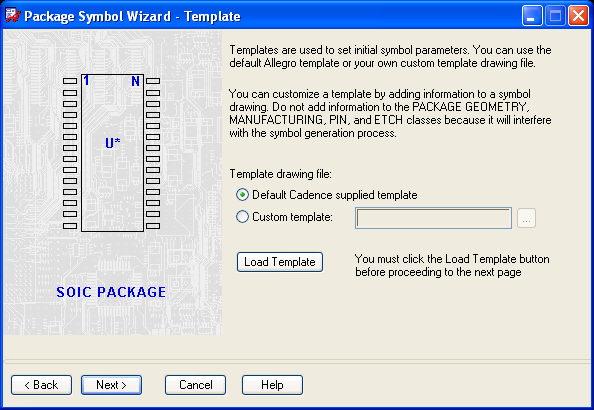 Package Symbol Wizard - Template
Templates are used to set initial symbol parameters. You can use the
default Allegro template or your own custom template drawing file.
You can customize a template by adding information to a symbol
drawing. Do not add information to the PACKAGE GEOMETRY,
MANUFACTURING, PIN, and ETCH classes because it will interfere
with the symbol generation process.
1 N
U*
SOIC PACKAGE
Template drawing file:
Default Cadence supplied template
Custom template:
...
Load Template
You must click the Load Template button
before proceeding to the next page
< Back
Next >
Cancel
Help